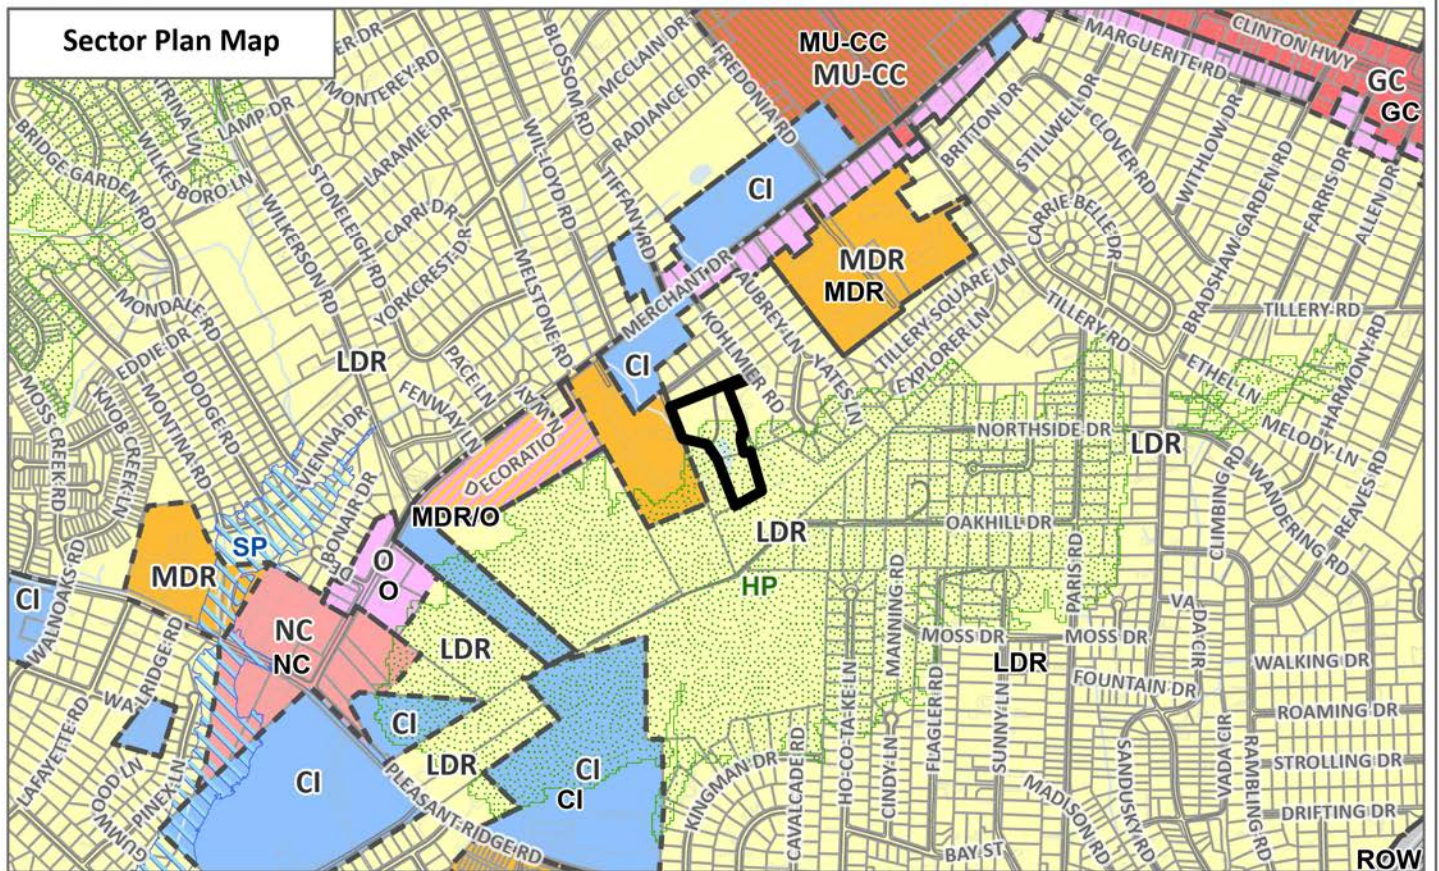 Sector Plan Map
ER DR
MONTEREY RD
BLOSSOM RD
MCCLAIN DR
FREDONIA RD
MU-CC
MU-CC
MARGUERITE RD
CLINTON HWY
GC
GC
TRINA LN
LAMP DR
WILKESBORO LN
BRIDGE GARDEN RD
LARAMIE DR
STONELEIGH RD
WILKERSON RD
CAPRI DR
YORKCREST DR
WIL-LOYD RD
RADIANCE DR
TIFFANY RD
CI
BRITTON DR
STILLWELL DR
CLOVER RD
WITHLOW DR
CARRIE BELLE DR
BRADSHAW GARDEN RD
FARRIS DR
ALLEN DR
MELSTONE RD
MERCHANT DR
AUBREY LN
KOHLMIER RD
MDR
MDR
TILLERY SQUARE LN
EXPLORER LN
YATES LN
TILLERY RD
TILLERY RD
ETHEL LN
HARMONY RD
MELODY LN
MONDALE RD
EDDIE DR
DODGE RD
MONTINA RD
KNOB CREEK LN
MOSS CREEK RD
LDR
PACE LN
FENWAY LN
VIENNA DR
BONAIR DR
DECORATIO
CI
NORTHSIDE DR
LDR
CLIMBING RD
WANDERING RD
REAVES RD
MDR/O
LDR
OAKHILL DR
HP
PARIS RD
SP
MDR
CI
WALNOAKS RD
O
O
NC
NC
LDR
MANNING RD
MOSS DR
MOSS DR
LDR
VADA CIR
WALKING DR
FOUNTAIN DR
ROAMING DR
LAFAYETTE RD
PINEX LN
CI
CI
LDR
PLEASANT RIDGE RD
CI
CI
KINGMAN DR
CAVALCADE RD
HO-CO-TA-KE LN
CINDY LN
FLAGLER RD
SUNNY LN
MADISON RD
SANDUSKY RD
VADA CIR
RAMBLING RD
STROLLING DR
DRIFTING DR
BAY ST
ROW